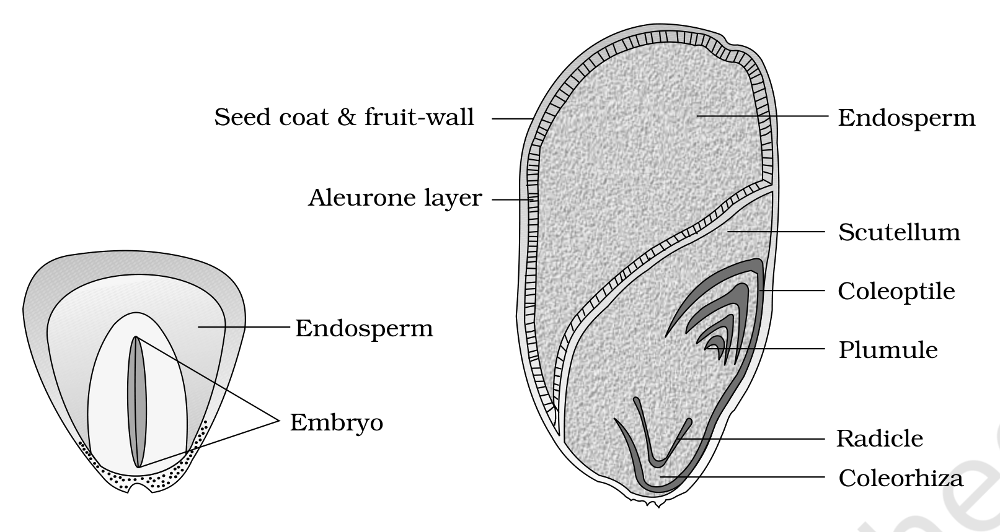 Seed coat & fruit-wall
Endosperm
Aleurone layer
Scutellum
Coleoptile
Endosperm
Plumule
Embryo
Radicle
Coleorhiza